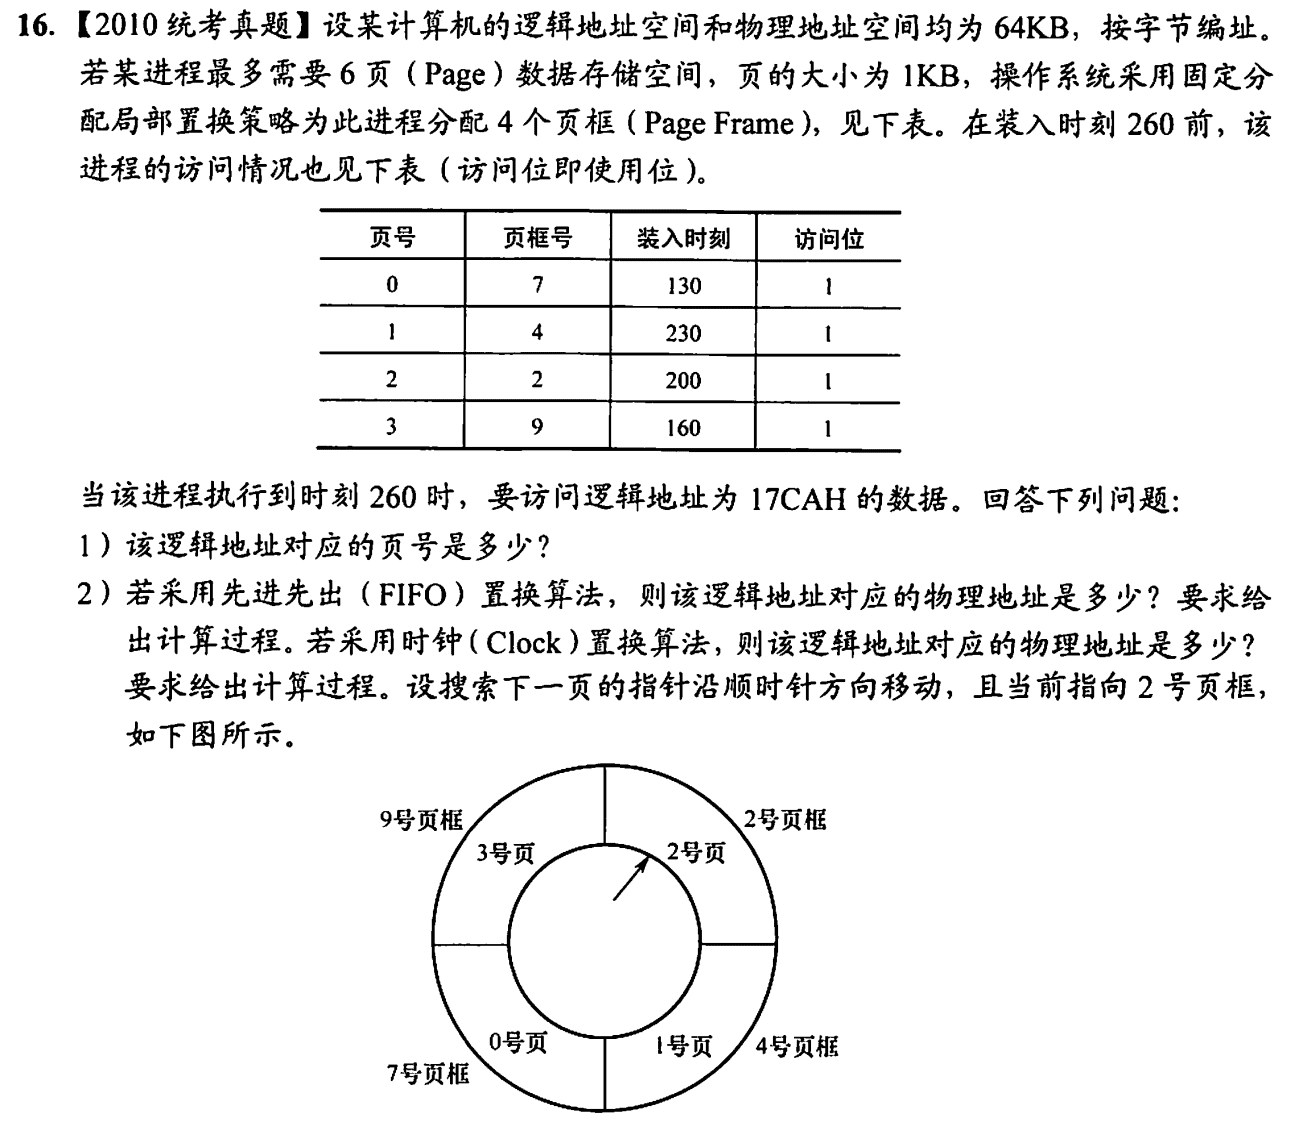 16.【2010 统考真题】设某计算机的逻辑地址空间和物理地址空间均为 64KB，按字节编址。
若某进程最多需要 6 页（Page）数据存储空间，页的大小为 1KB，操作系统采用固定分
配局部置换策略为此进程分配 4 个页框（Page Frame），见下表。在装入时刻 260 前，该
进程的访问情况也见下表（访问位即使用位）。
页号 页框号 装入时刻 访问位
0 7 130 1
1 4 230 1
2 2 200 1
3 9 160 1
当该进程执行到时刻 260 时，要访问逻辑地址为 17CAH 的数据。回答下列问题：
1）该逻辑地址对应的页号是多少？
2）若采用先进先出（FIFO）置换算法，则该逻辑地址对应的物理地址是多少？要求给
出计算过程。若采用时钟（Clock）置换算法，则该逻辑地址对应的物理地址是多少？
要求给出计算过程。设搜索下一页的指针沿顺时针方向移动，且当前指向 2 号页框，
如下图所示。
9号页框 2号页框
3号页 2号页
0号页 1号页 4号页框
7号页框